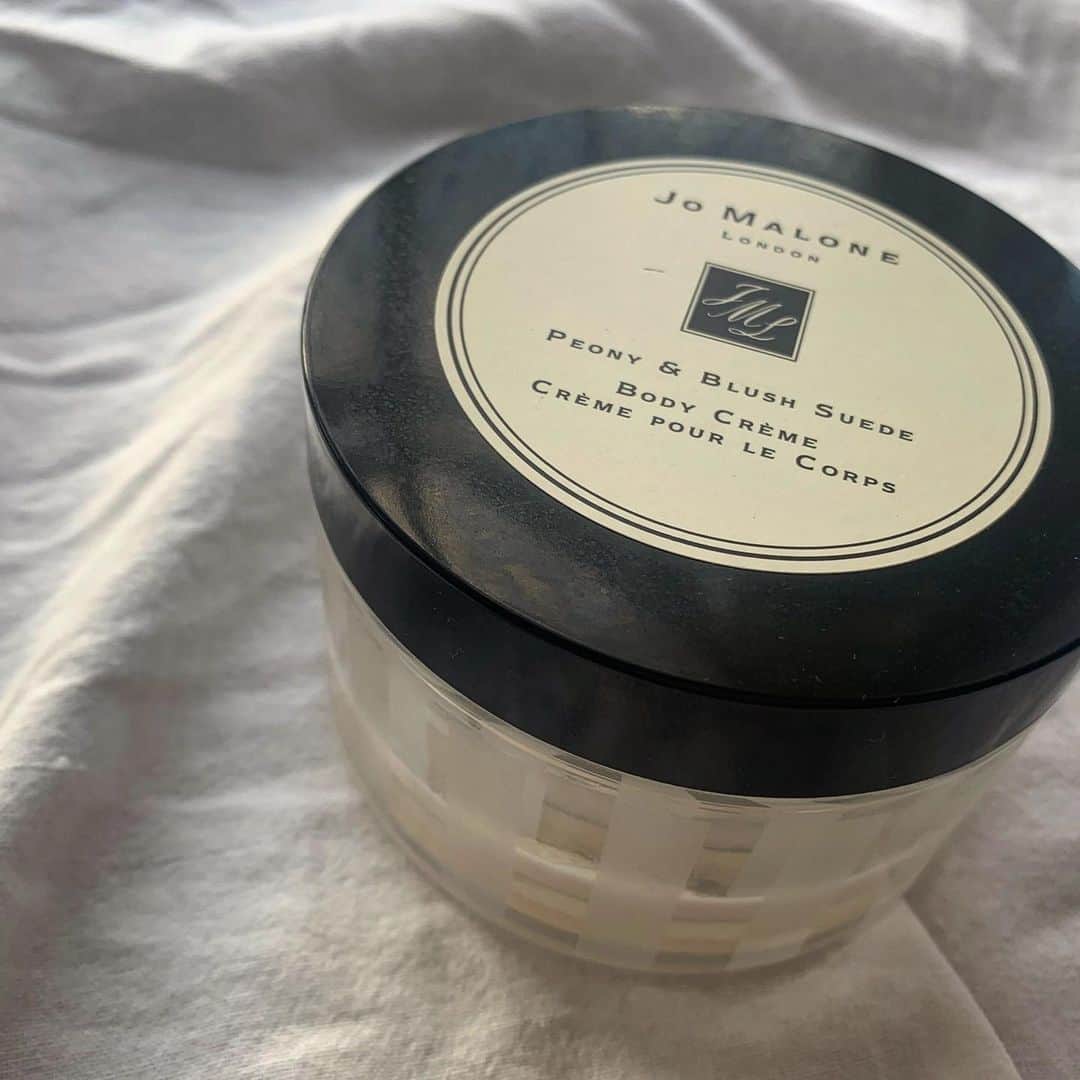 Jo Malone
London
JML
Peony & Blush Suede
Body Crème
Crème pour le Corps